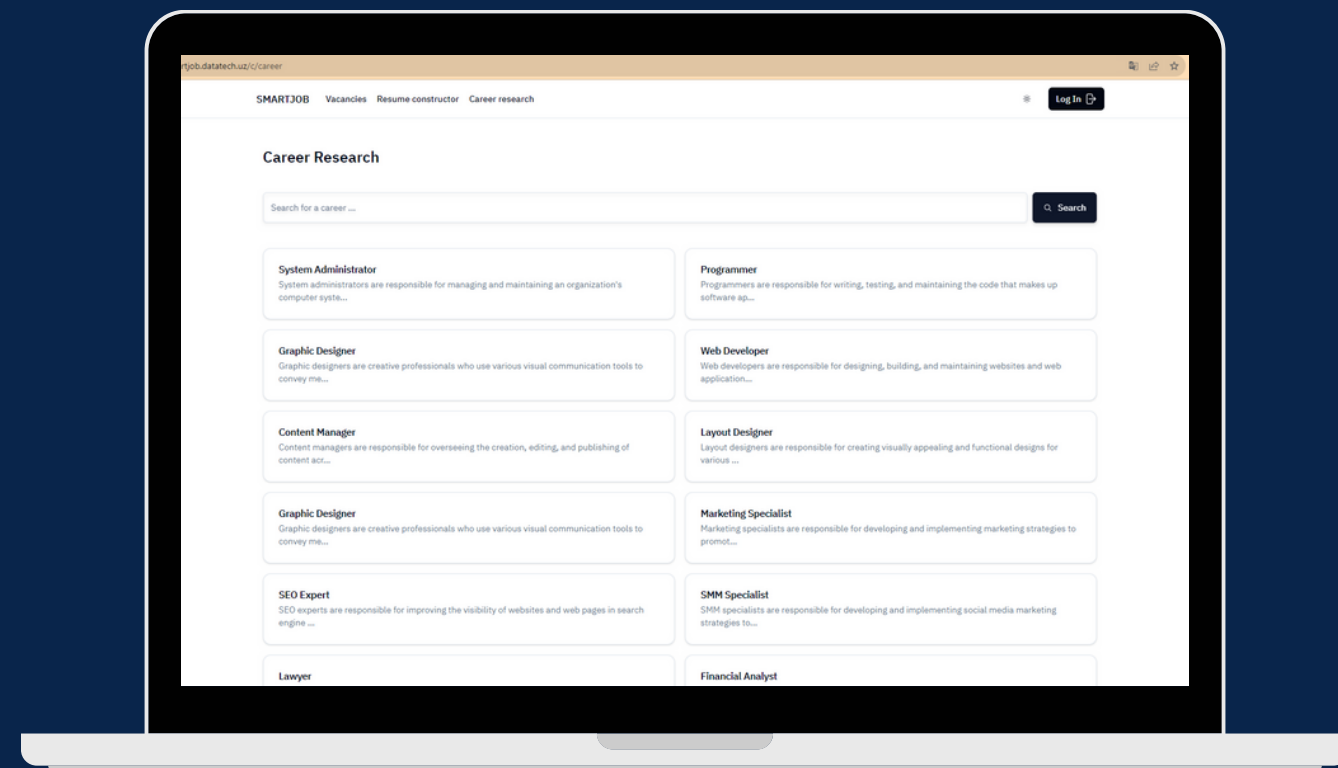 rtjob.datatech.uz/c/career
SMARTJOB Vacancies Resume constructor Career research Log In
Career Research
Search for a career ... Search
System Administrator
System administrators are responsible for managing and maintaining an organization's
computer syste...
Programmer
Programmers are responsible for writing, testing, and maintaining the code that makes up
software ap...
Graphic Designer
Graphic designers are creative professionals who use various visual communication tools to
convey me...
Web Developer
Web developers are responsible for designing, building, and maintaining websites and web
application...
Content Manager
Content managers are responsible for overseeing the creation, editing, and publishing of
content acr...
Layout Designer
Layout designers are responsible for creating visually appealing and functional designs for
various ...
Graphic Designer
Graphic designers are creative professionals who use various visual communication tools to
convey me...
Marketing Specialist
Marketing specialists are responsible for developing and implementing marketing strategies to
promot...
SEO Expert
SEO experts are responsible for improving the visibility of websites and web pages in search
engine ...
SMM Specialist
SMM specialists are responsible for developing and implementing social media marketing
strategies to...
Lawyer
Financial Analyst